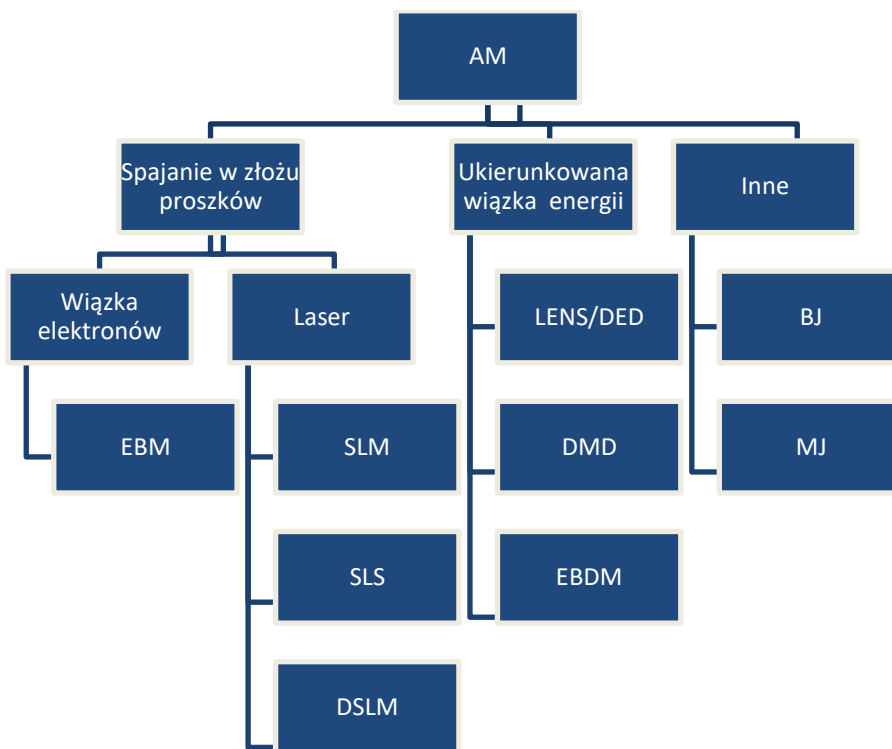 AM
Spajanie w złożu
proszków
Ukierunkowana
wiązka energii
Inne
Wiązka
elektronów
Laser
LENS/DED
BJ
EBM
SLM
DMD
MJ
SLS
EBDM
DSLM